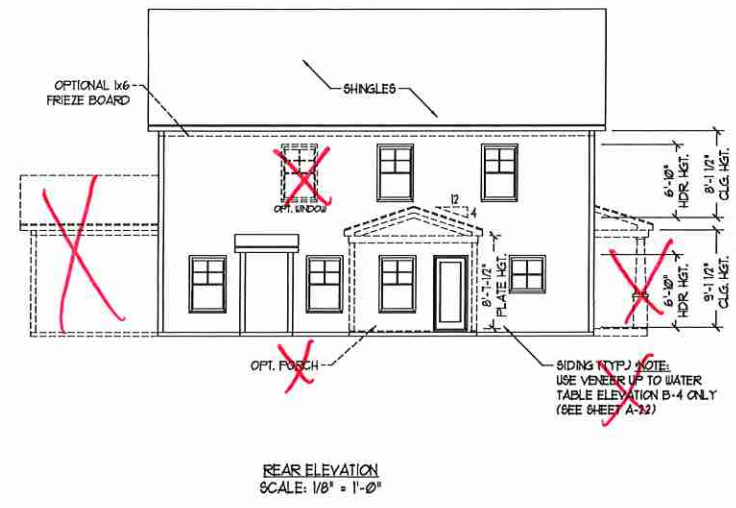 OPTIONAL 1x6
FRIEZE BOARD
SHINGLES
OPT. WINDOW
12
4
6'-10"
HDR HGT.
8'-1 1/2"
CLG. HGT.
8'-7-1/2"
PLATE HGT.
6'-10"
HDR HGT.
9'-1 1/2"
CLG. HGT.
OPT. PORCH
SIDING (TYP.) NOTE:
USE VENEER UP TO WATER
TABLE ELEVATION B-4 ONLY
(SEE SHEET A-22)
REAR ELEVATION
SCALE: 1/8" = 1'-0"